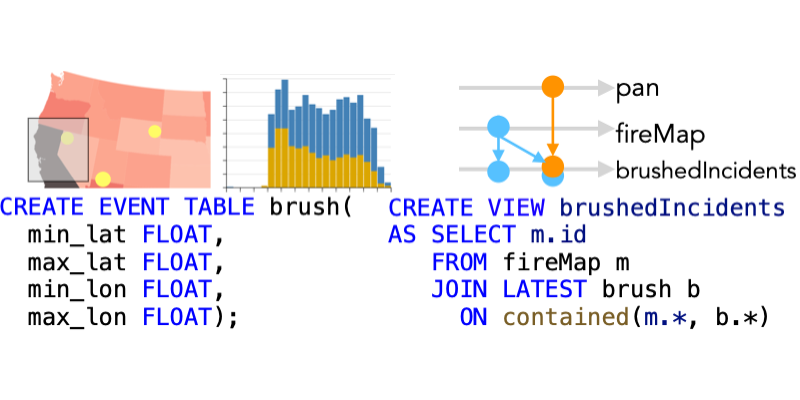 pan
fireMap
brushedIncidents
CREATE EVENT TABLE brush(
  min_lat FLOAT,
  max_lat FLOAT,
  min_lon FLOAT,
  max_lon FLOAT);
CREATE VIEW brushedIncidents
AS SELECT m.id
   FROM fireMap m
   JOIN LATEST brush b
     ON contained(m.*, b.*)